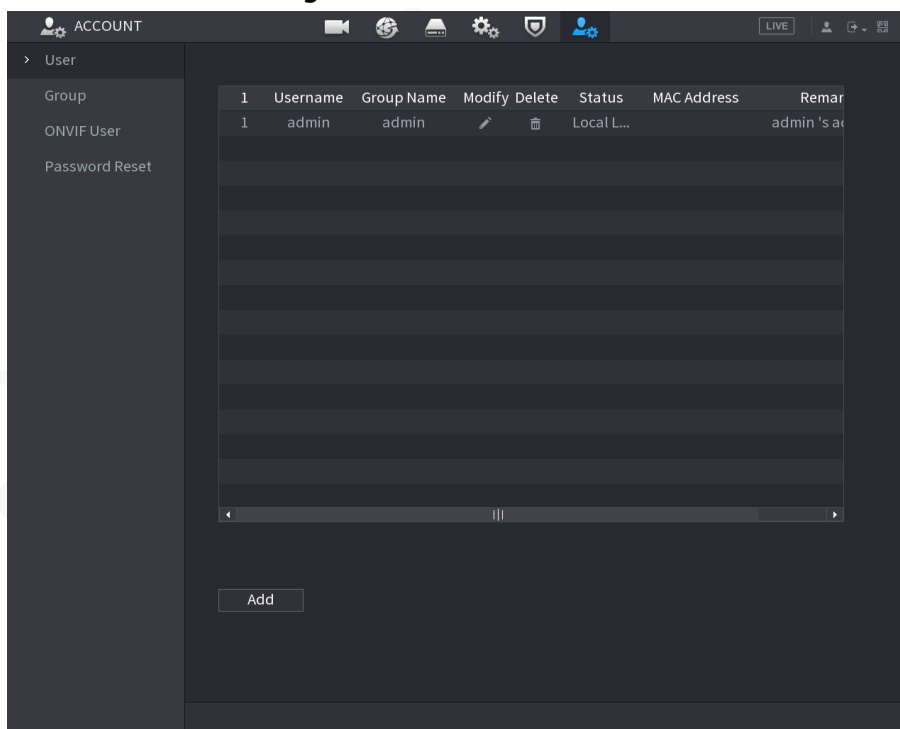 ACCOUNT LIVE
User
Group
ONVIF User
Password Reset
1 Username Group Name Modify Delete Status MAC Address Remar
1 admin admin Local L... admin 's a
Add